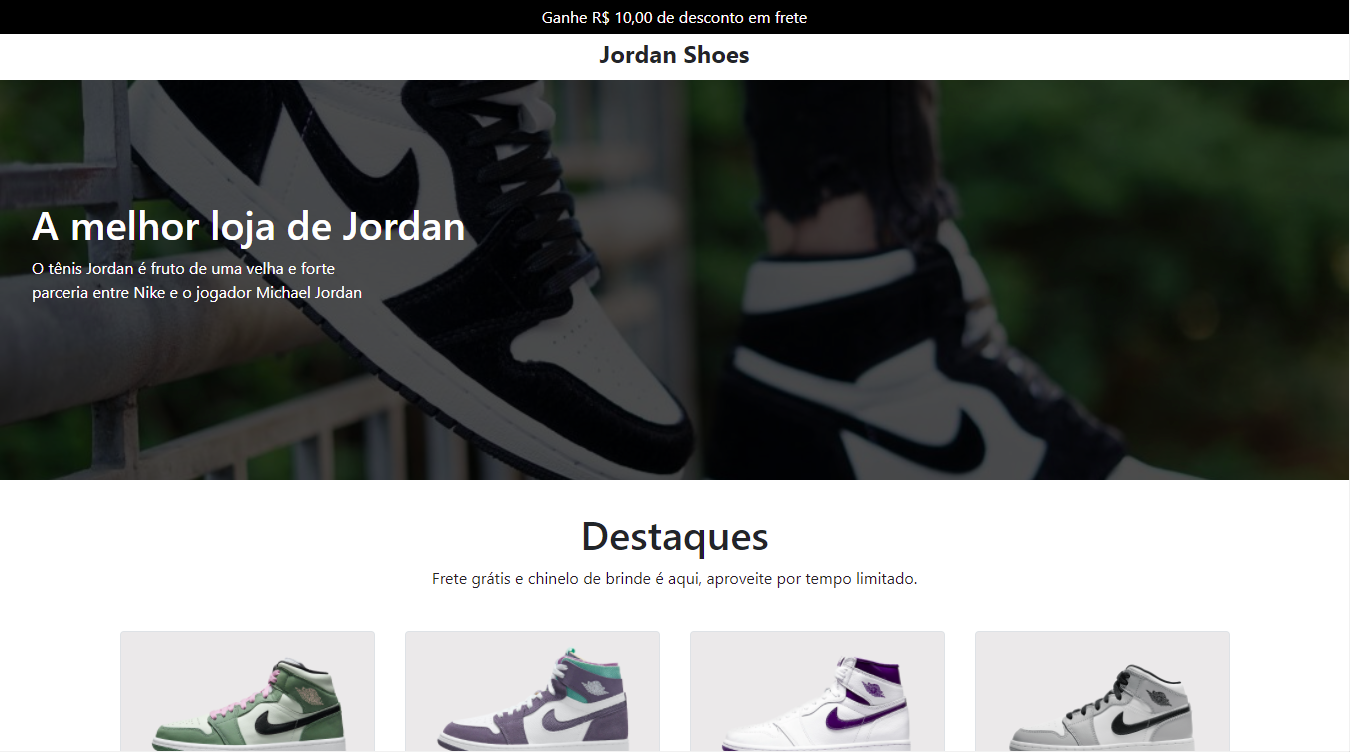 Ganhe R$ 10,00 de desconto em frete
Jordan Shoes
A melhor loja de Jordan
O tênis Jordan é fruto de uma velha e forte
parceria entre Nike e o jogador Michael Jordan
Destaques
Frete grátis e chinelo de brinde é aqui, aproveite por tempo limitado.